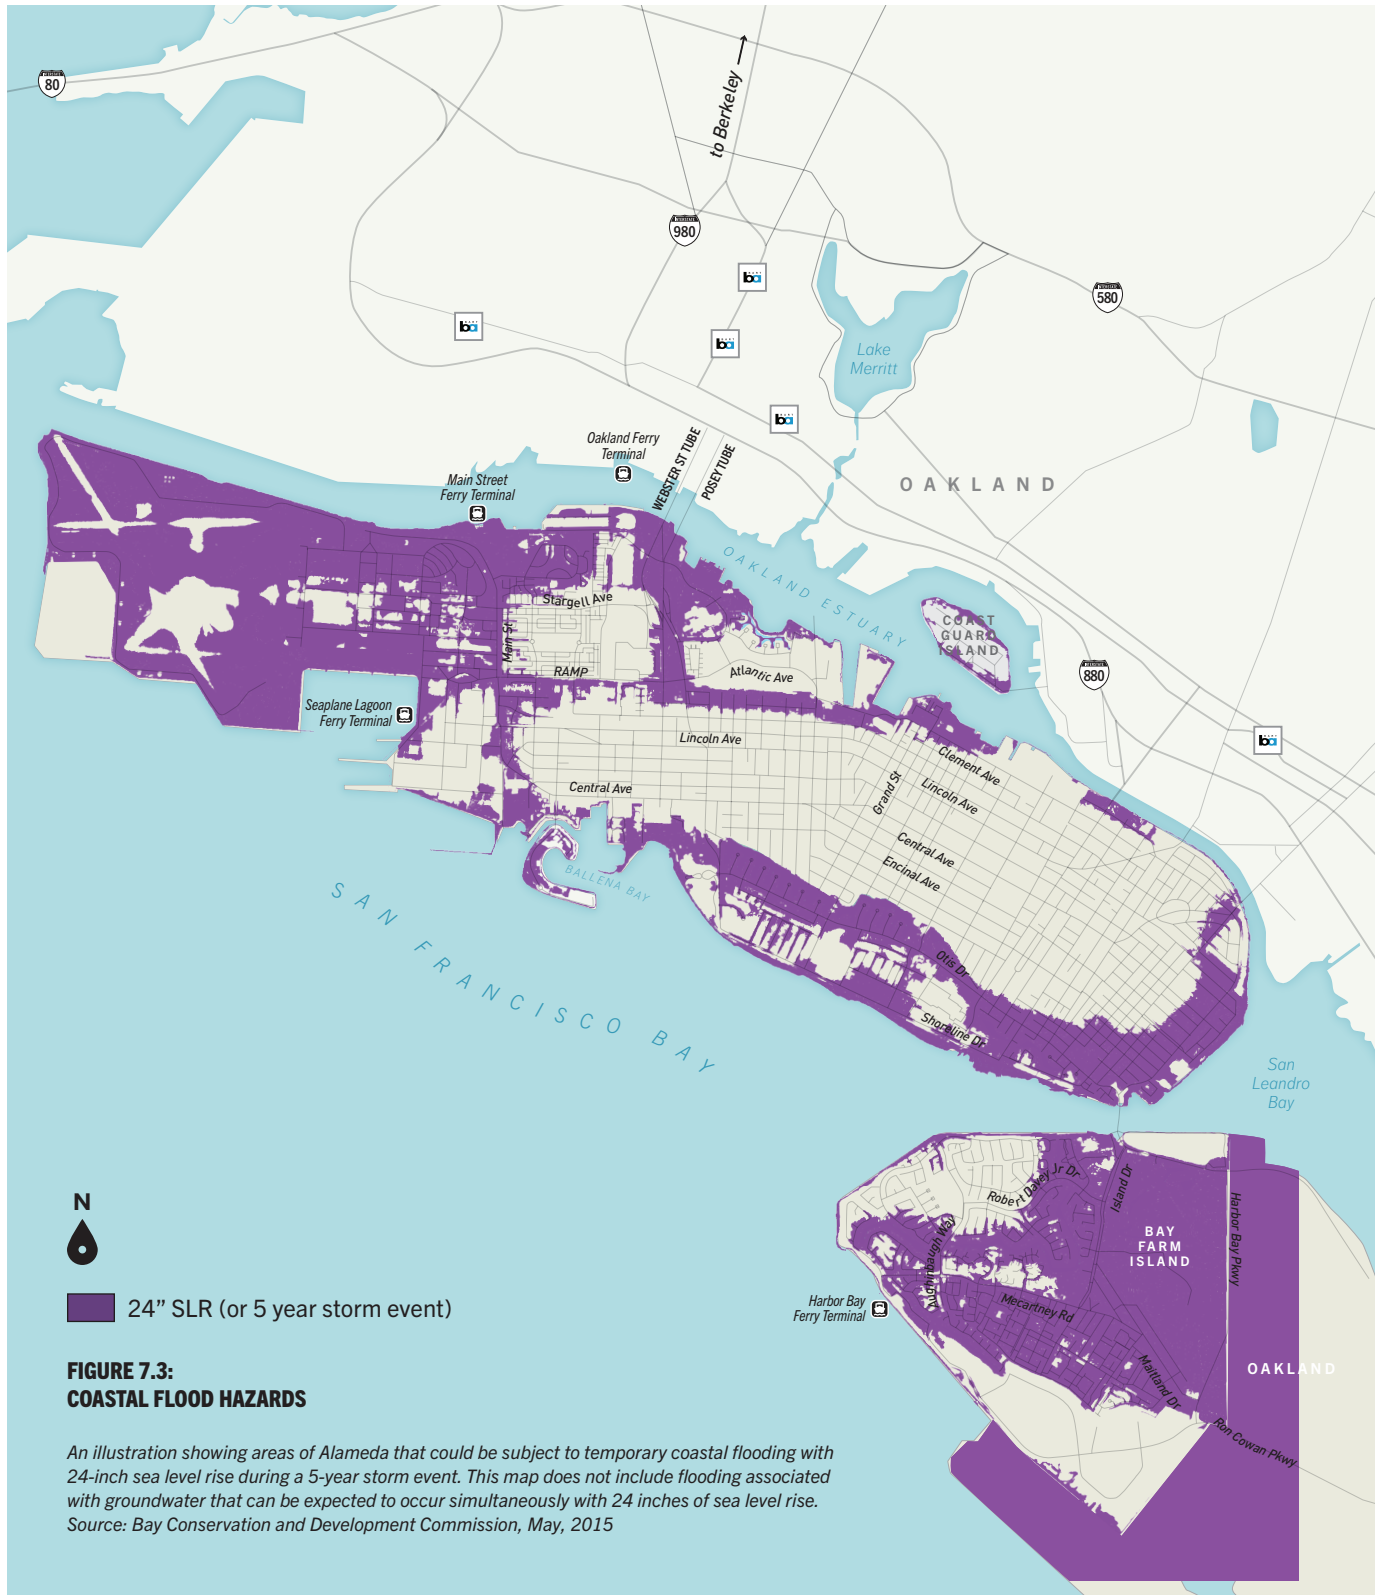 80
to Berkeley
980
ba
ba
ba
ba
ba
580
Lake
Merritt
Oakland Ferry
Terminal
WEBSTER ST TUBE
POSEY TUBE
OAKLAND
Main Street
Ferry Terminal
OAKLAND ESTUARY
COAST
GUARD
ISLAND
Stargell Ave
Main St
RAMP
Atlantic Ave
880
Seaplane Lagoon
Ferry Terminal
Lincoln Ave
Clement Ave
Central Ave
Grand St
Lincoln Ave
Central Ave
Encinal Ave
BALLENA BAY
SAN FRANCISCO BAY
Otis Dr
Shoreline Dr
San
Leandro
Bay
Robert Davey Jr Dr
Island Dr
Harbor Bay Pkwy
BAY
FARM
ISLAND
Aughinbaugh Way
Harbor Bay
Ferry Terminal
Mecartney Rd
Maitland Dr
OAKLAND
Ron Cowan Pkwy
N
24” SLR (or 5 year storm event)
FIGURE 7.3:
COASTAL FLOOD HAZARDS
An illustration showing areas of Alameda that could be subject to temporary coastal flooding with
24-inch sea level rise during a 5-year storm event. This map does not include flooding associated
with groundwater that can be expected to occur simultaneously with 24 inches of sea level rise.
Source: Bay Conservation and Development Commission, May, 2015